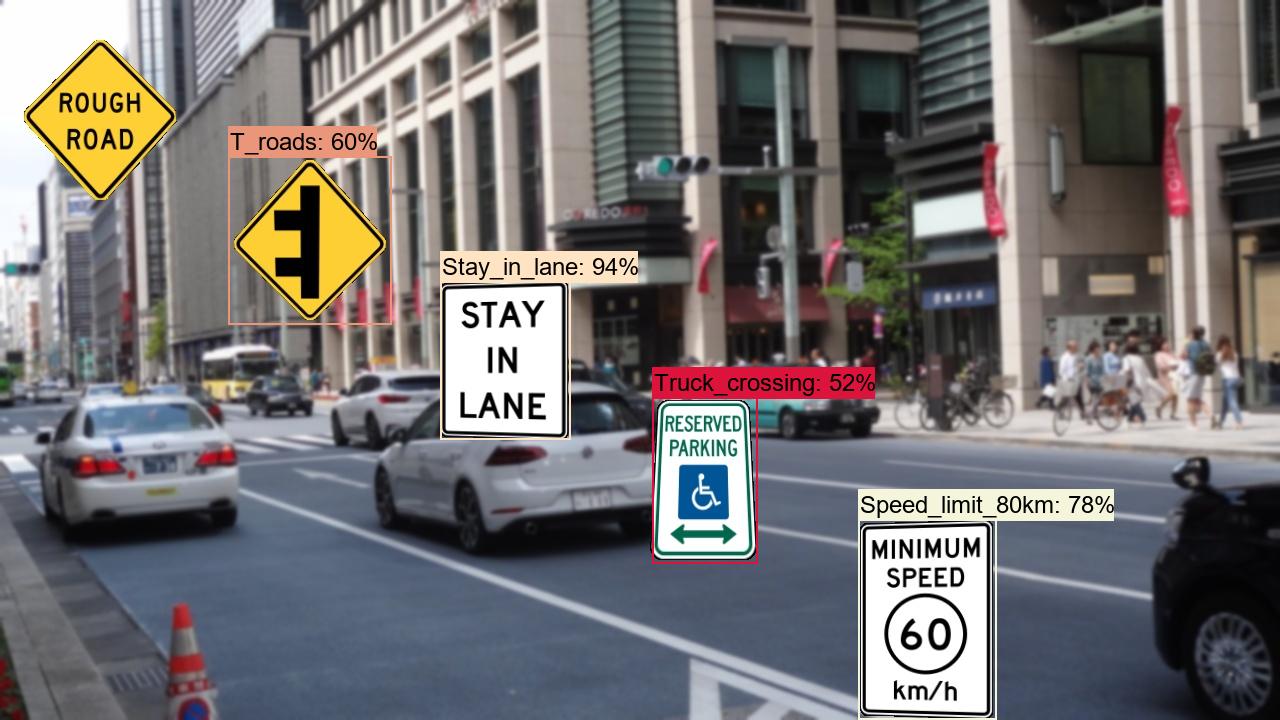 ROUGH
ROAD
T_roads: 60%
Stay_in_lane: 94%
STAY
IN
LANE
Truck_crossing: 52%
RESERVED
PARKING
Speed_limit_80km: 78%
MINIMUM
SPEED
60
km/h